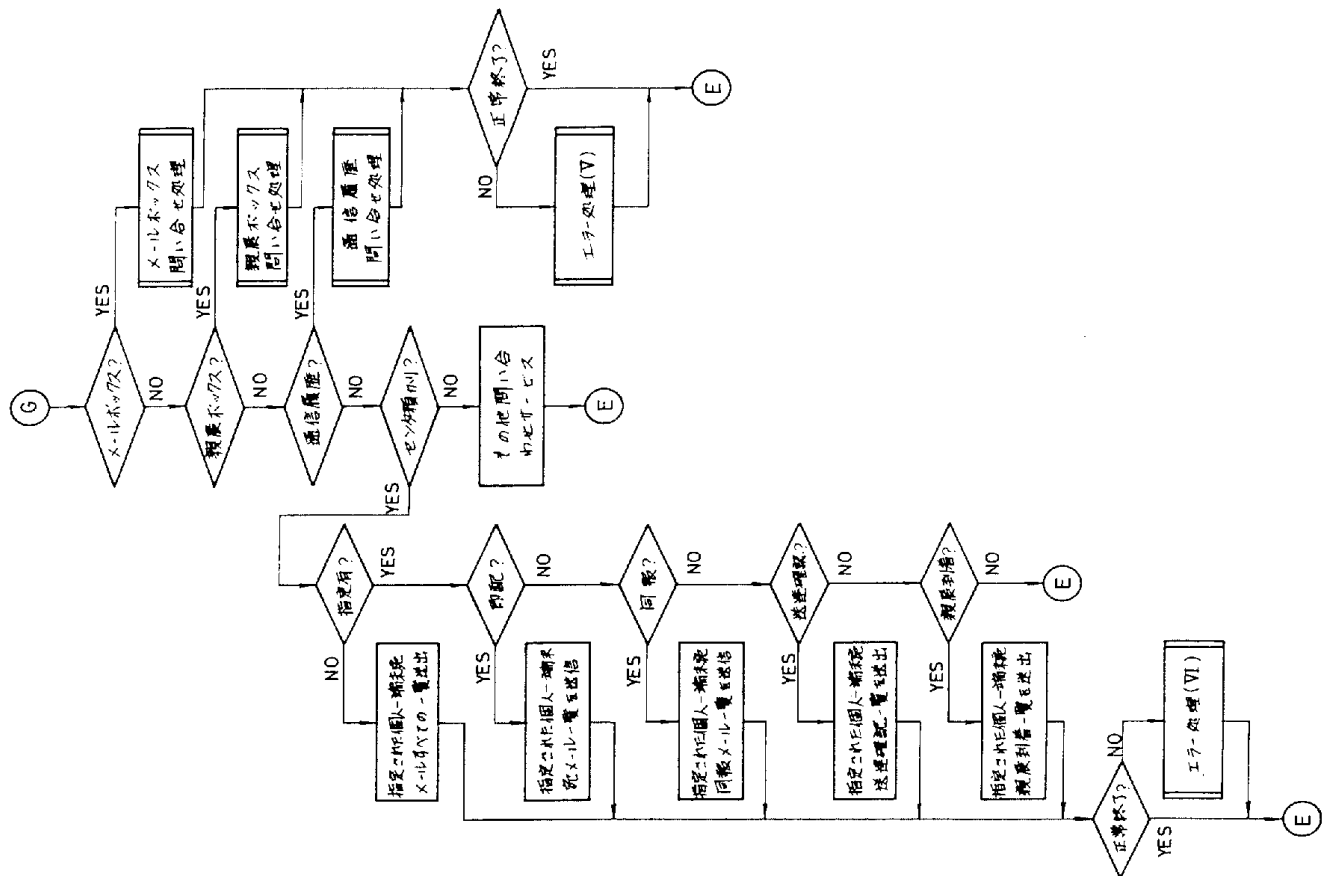 G
メールボックス?
YES
メールボックス
問い合せ処理
NO
親展ボックス?
YES
親展ボックス
問い合せ処理
NO
通信履歴?
YES
通信履歴
問い合せ処理
NO
センタ預かり?
NO
その他問い合
わせサービス
E
正常終了?
YES
NO
エラー処理(Ⅴ)
E
YES
指定有?
YES
NO
指定された個人-端末宛
メールすべての一覧送出
即配?
NO
YES
指定された個人-端末
宛メール一覧を送信
同報?
NO
YES
指定された個人-端末宛
同報メール一覧を送信
送達確認?
NO
YES
指定された個人-端末宛
送達確認一覧を送出
親展到着?
NO
E
YES
指定された個人-端末宛
親展到着一覧を送出
正常終了?
NO
エラー処理(Ⅵ)
YES
E